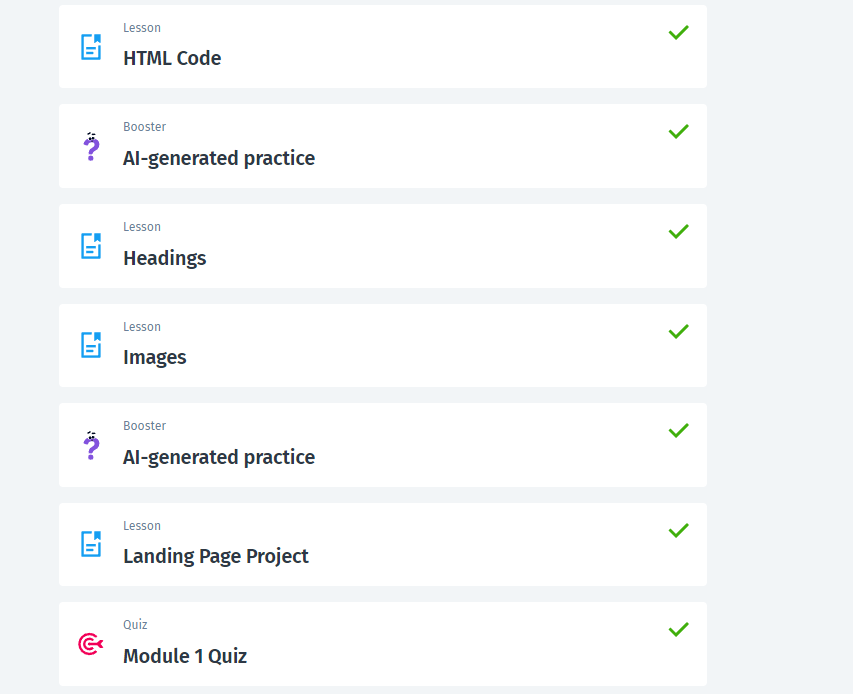 Lesson
HTML Code
Booster
AI-generated practice
Lesson
Headings
Lesson
Images
Booster
AI-generated practice
Lesson
Landing Page Project
Quiz
Module 1 Quiz